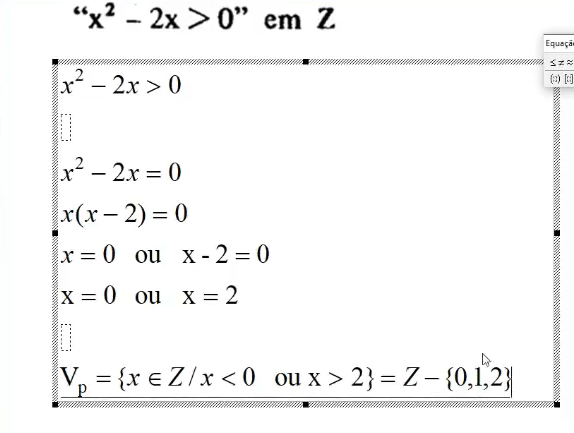 “x² − 2x > 0” em Z
Equaçã
≤ ≠ ≈
x² − 2x > 0
x² − 2x = 0
x(x − 2) = 0
x = 0 ou x - 2 = 0
x = 0 ou x = 2
Vₚ = {x ∈ Z / x < 0 ou x > 2} = Z − {0,1,2}